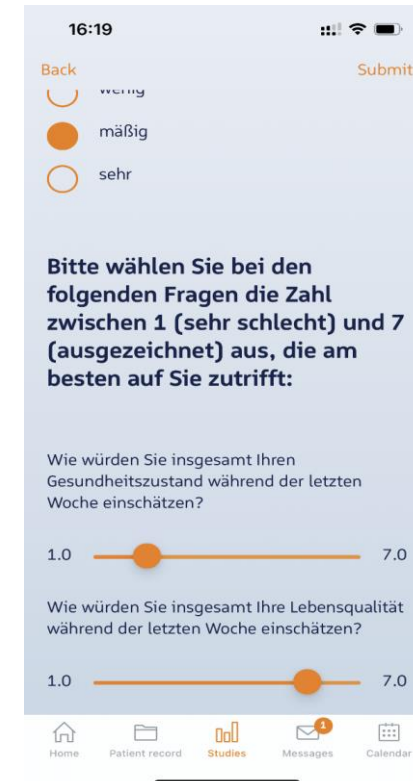 16:19
Back Submit
wenig
mäßig
sehr
Bitte wählen Sie bei den
folgenden Fragen die Zahl
zwischen 1 (sehr schlecht) und 7
(ausgezeichnet) aus, die am
besten auf Sie zutrifft:
Wie würden Sie insgesamt Ihren
Gesundheitszustand während der letzten
Woche einschätzen?
1.0 7.0
Wie würden Sie insgesamt Ihre Lebensqualität
während der letzten Woche einschätzen?
1.0 7.0
1
Home Patient record Studies Messages Calendar